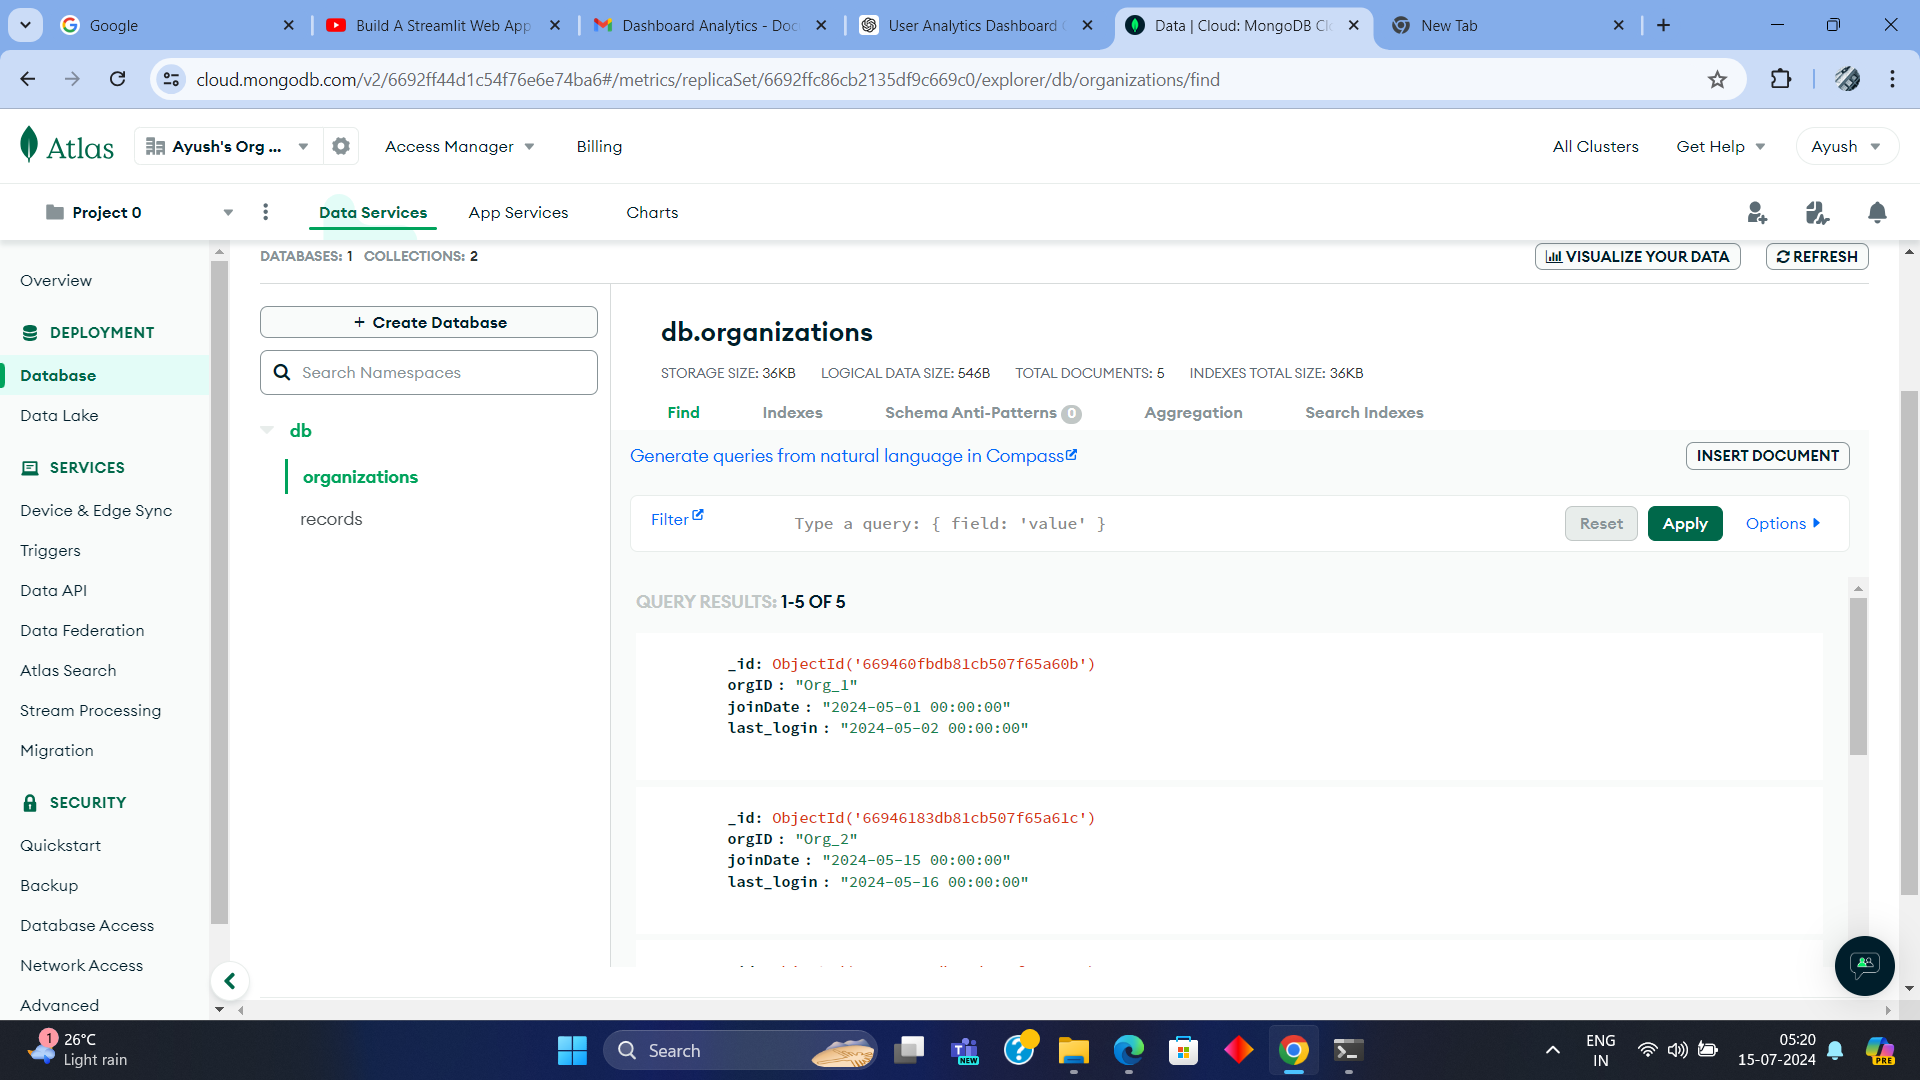 Google
Build A Streamlit Web App
Dashboard Analytics - Doc
User Analytics Dashboard
Data | Cloud: MongoDB Clo
New Tab
cloud.mongodb.com/v2/6692ff44d1c54f76e6e74ba6#/metrics/replicaSet/6692ffc86cb2135df9c669c0/explorer/db/organizations/find
Atlas
Ayush's Org ...
Access Manager
Billing
All Clusters
Get Help
Ayush
Project 0
Data Services
App Services
Charts
Overview
DEPLOYMENT
Database
Data Lake
SERVICES
Device & Edge Sync
Triggers
Data API
Data Federation
Atlas Search
Stream Processing
Migration
SECURITY
Quickstart
Backup
Database Access
Network Access
Advanced
DATABASES: 1 COLLECTIONS: 2
VISUALIZE YOUR DATA
REFRESH
+ Create Database
Search Namespaces
db
organizations
records
db.organizations
STORAGE SIZE: 36KB LOGICAL DATA SIZE: 546B TOTAL DOCUMENTS: 5 INDEXES TOTAL SIZE: 36KB
Find
Indexes
Schema Anti-Patterns 0
Aggregation
Search Indexes
Generate queries from natural language in Compass
INSERT DOCUMENT
Filter
Type a query: { field: 'value' }
Reset
Apply
Options
QUERY RESULTS: 1-5 OF 5
_id: ObjectId('669460fbdb81cb507f65a60b')
orgID : "Org_1"
joinDate : "2024-05-01 00:00:00"
last_login : "2024-05-02 00:00:00"
_id: ObjectId('66946183db81cb507f65a61c')
orgID : "Org_2"
joinDate : "2024-05-15 00:00:00"
last_login : "2024-05-16 00:00:00"
1
26°C
Light rain
Search
NEW
ENG
IN
05:20
15-07-2024
PRE